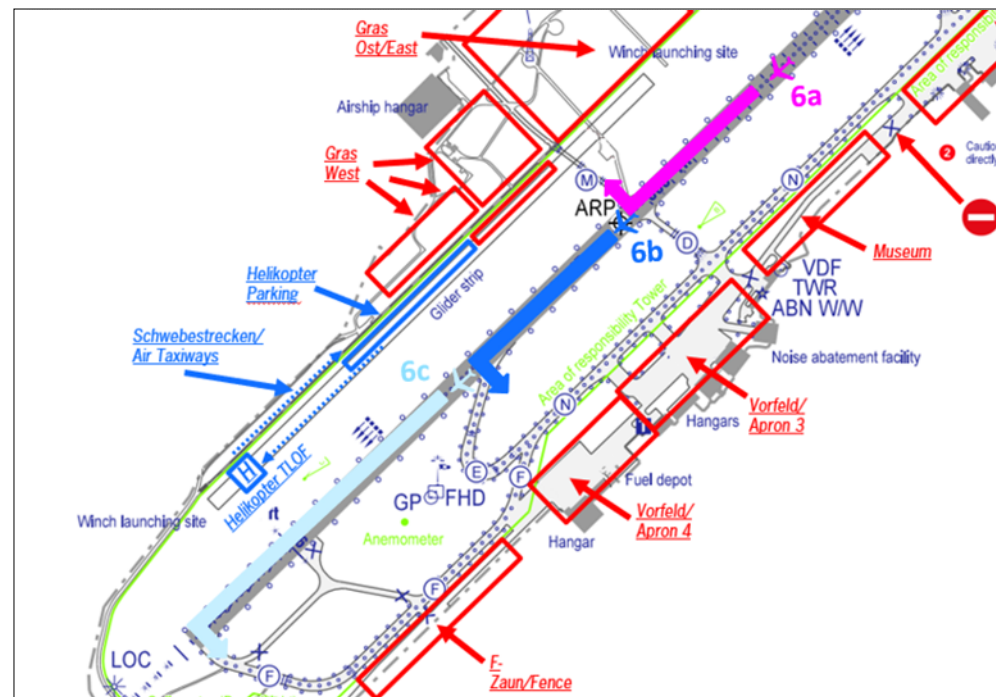 Gras
Ost/East
Winch launching site
6a
Area of responsibility
Airship hangar
2
Caution
directly
Gras
West
M
N
ARP
D
6b
Museum
Helikopter
Parking
Glider strip
VDF
TWR
ABN W/W
Schwebestrecken/
Air Taxiways
Area of responsibility Tower
Noise abatement facility
6c
N
Vorfeld/
Apron 3
Hangars
H
Helikopter TLOF
E
F
GP
FHD
Fuel depot
Winch launching site
rt
Anemometer
Hangar
Vorfeld/
Apron 4
F
LOC
F
F-
Zaun/Fence